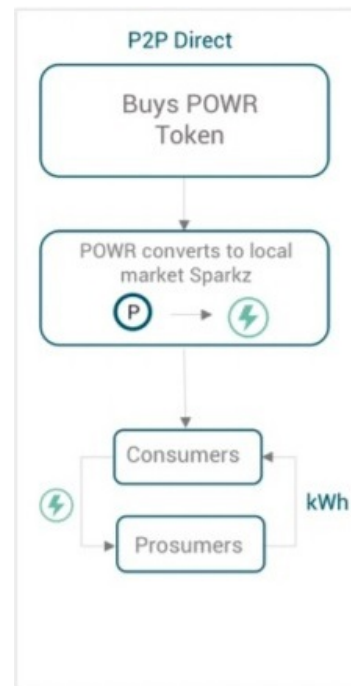 P2P Direct
Buys POWR
Token
POWR converts to local
market Sparkz
P
Consumers
kWh
Prosumers